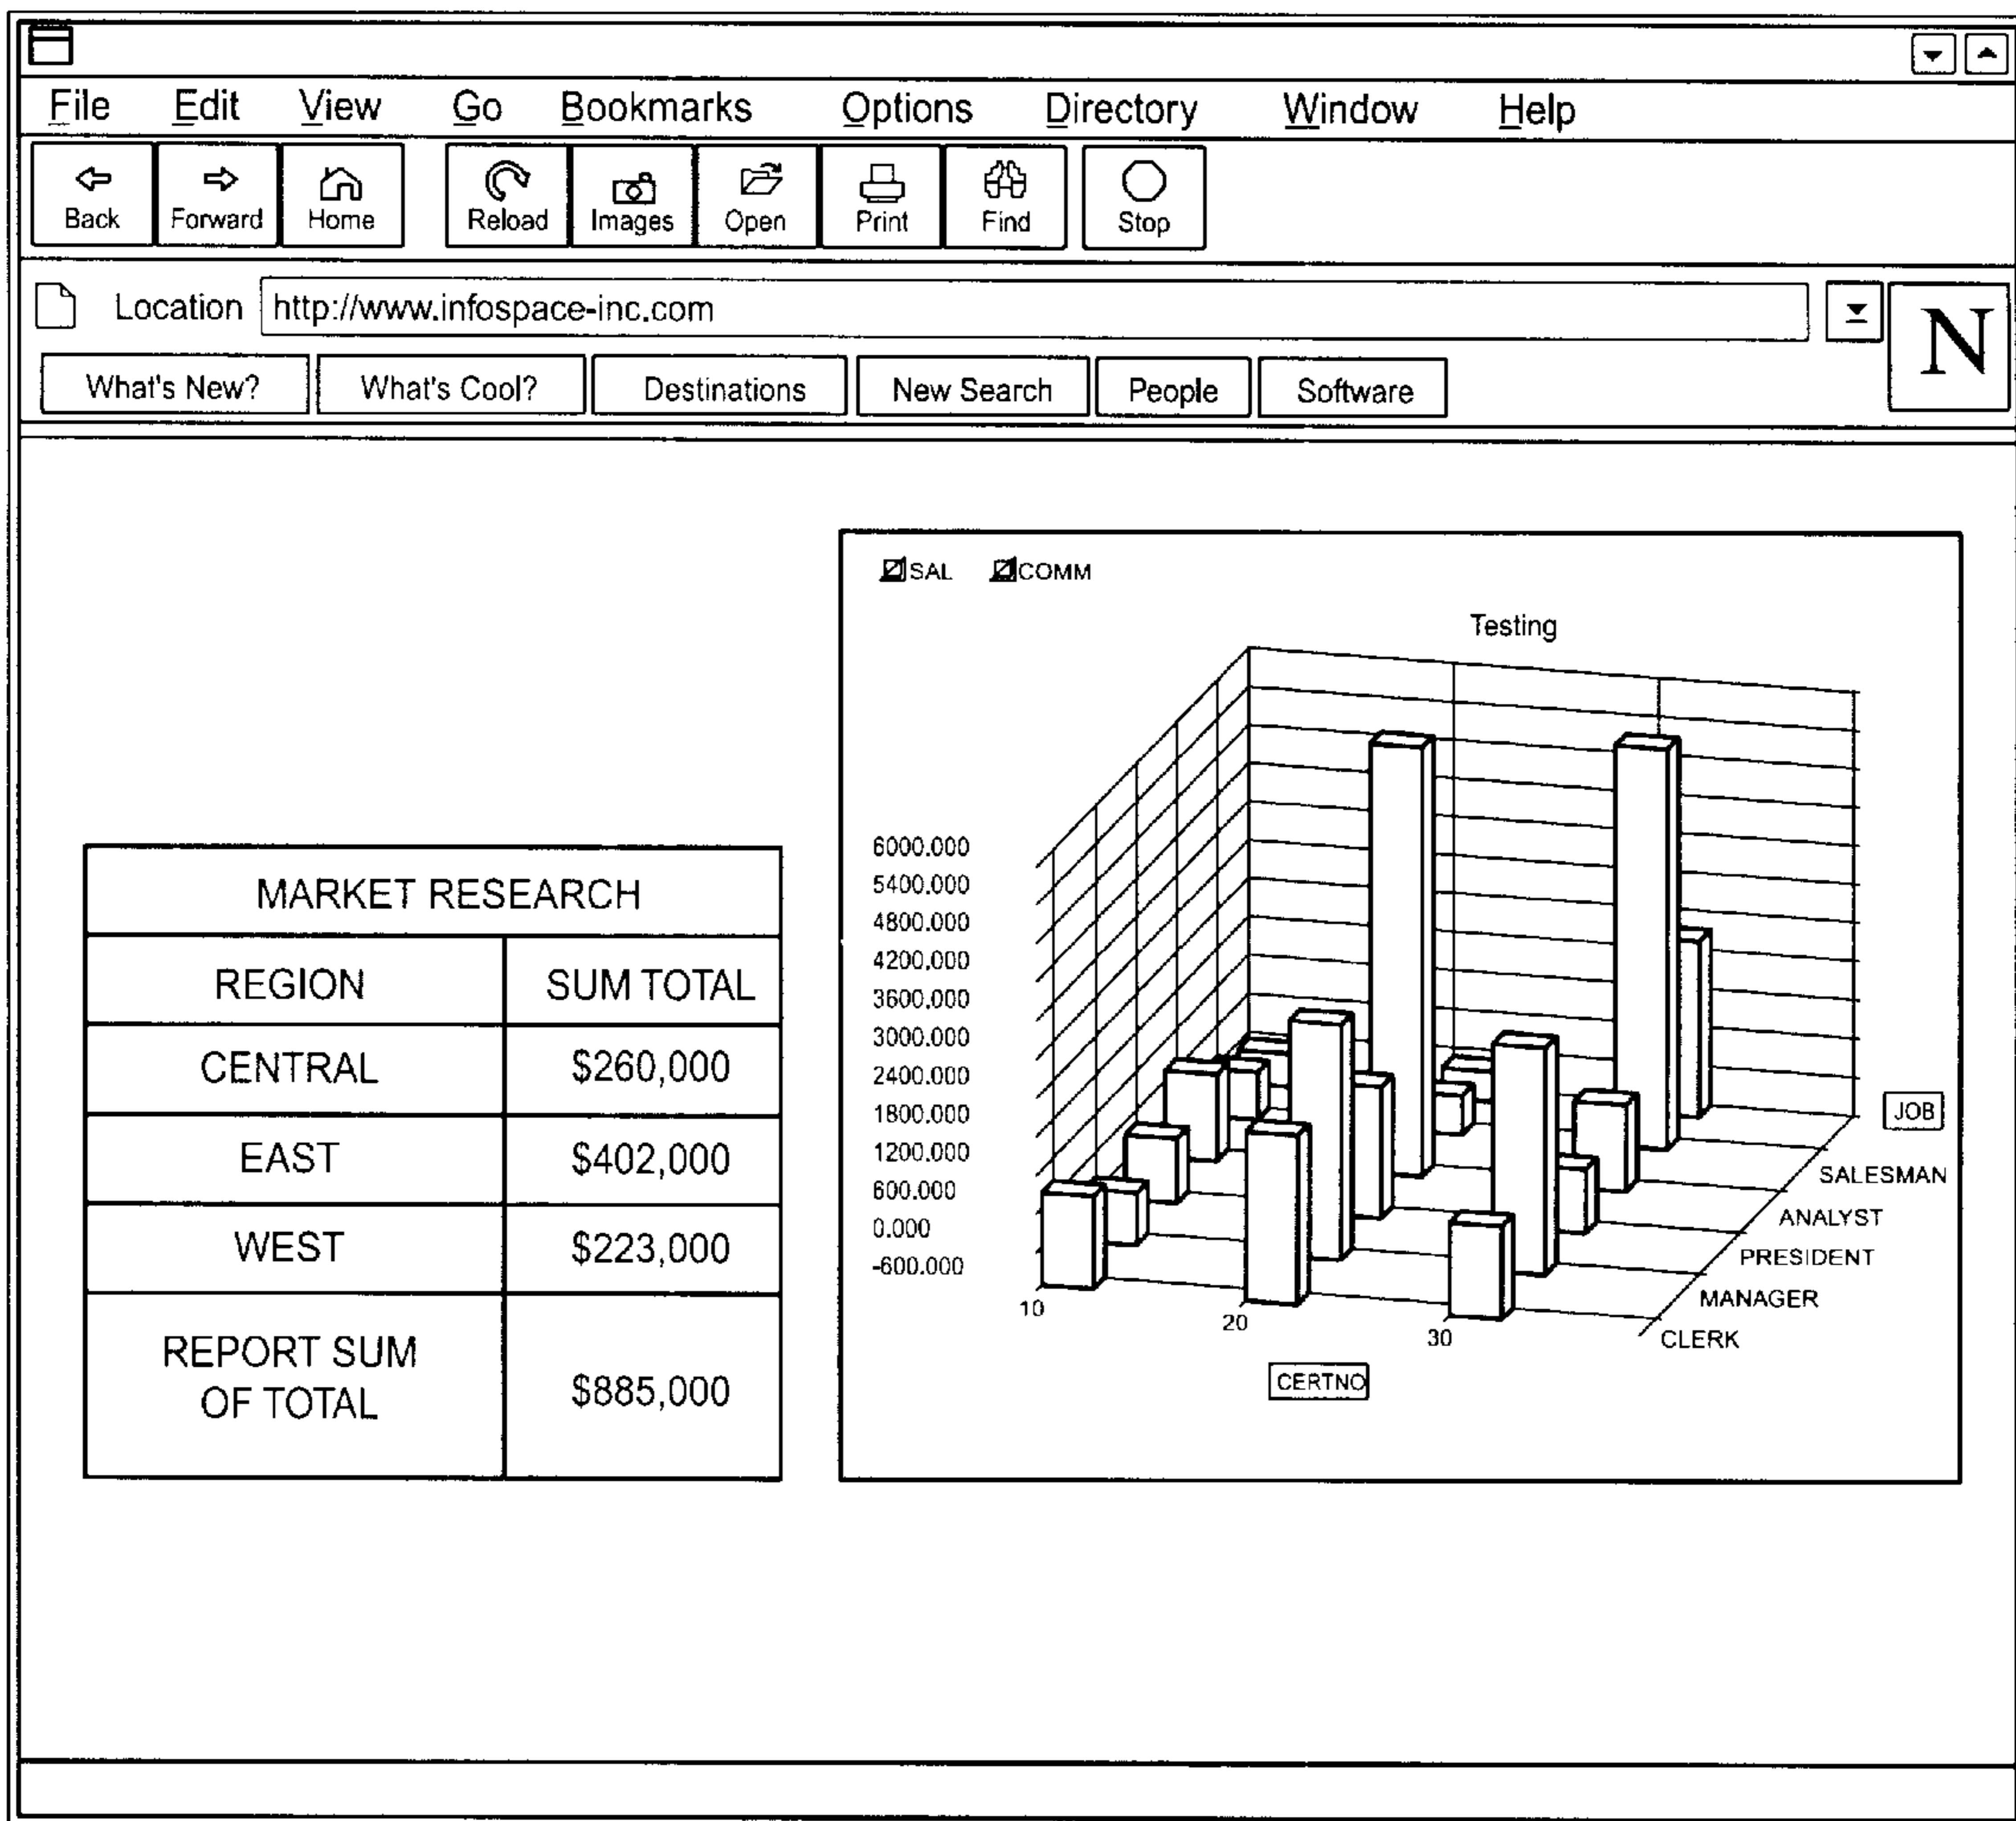 File Edit View Go Bookmarks Options Directory Window Help
Back Forward Home Reload Images Open Print Find Stop
Location http://www.infospace-inc.com
N
What's New? What's Cool? Destinations New Search People Software
MARKET RESEARCH
REGION SUM TOTAL
CENTRAL $260,000
EAST $402,000
WEST $223,000
REPORT SUM
OF TOTAL $885,000
SAL COMM
Testing
6000.000
5400.000
4800.000
4200.000
3600.000
3000.000
2400.000
1800.000
1200.000
600.000
0.000
-600.000
10
20
30
CERTNO
JOB
SALESMAN
ANALYST
PRESIDENT
MANAGER
CLERK